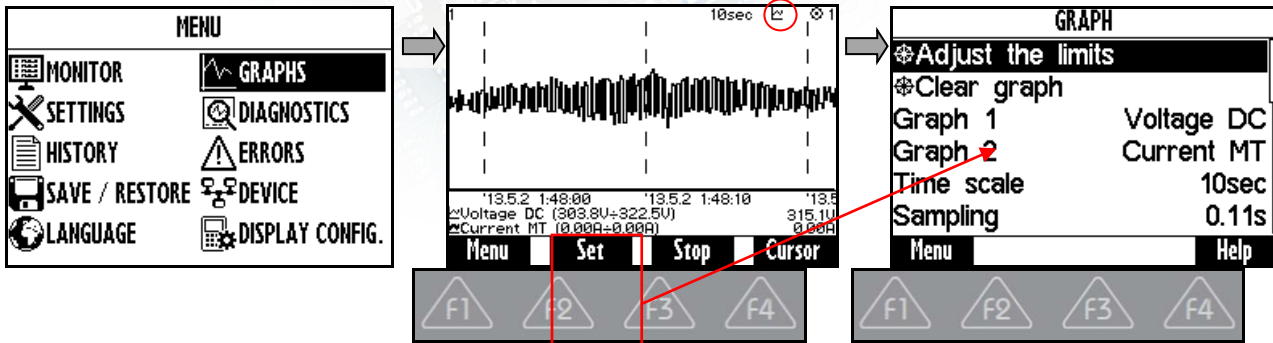 MENU
MONITOR GRAPHS
SETTINGS DIAGNOSTICS
HISTORY ERRORS
SAVE / RESTORE DEVICE
LANGUAGE DISPLAY CONFIG.
1 10sec 1
'13.5.2 1:48:00 '13.5.2 1:48:10 '13.5
Voltage DC (303.8V÷322.5V) 315.1V
Current MT (0.00A÷0.00A) 0.00A
Menu Set Stop Cursor
F1 F2 F3 F4
GRAPH
Adjust the limits
Clear graph
Graph 1 Voltage DC
Graph 2 Current MT
Time scale 10sec
Sampling 0.11s
Menu Help
F1 F2 F3 F4